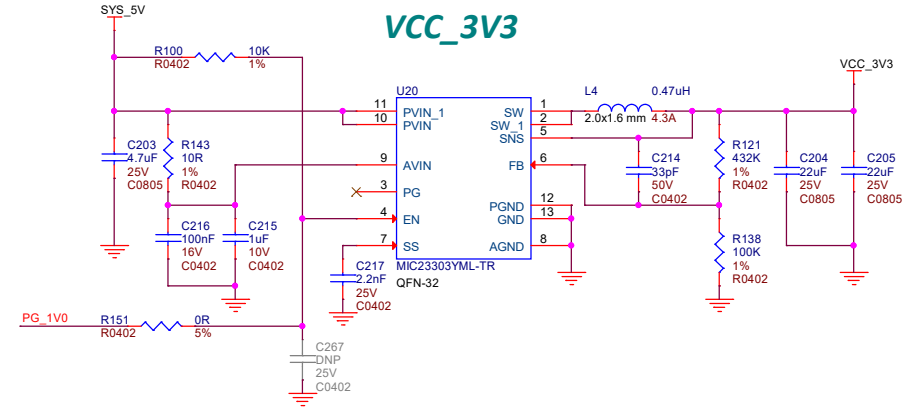 SYS_5V
VCC_3V3
R100 10K
R0402 1%
VCC_3V3
U20
L4 0.47uH
2.0x1.6 mm 4.3A
11 PVIN_1 SW 1
10 PVIN SW_1 2
SNS 5
9 AVIN FB 6
3 PG
4 EN PGND 12
GND 13
7 SS AGND 8
MIC23303YML-TR
QFN-32
C203
4.7uF
25V
C0805
R143
10R
1%
R0402
C216
100nF
16V
C0402
C215
1uF
10V
C0402
C217
2.2nF
25V
C0402
C214
33pF
50V
C0402
R121
432K
1%
R0402
R138
100K
1%
R0402
C204
22uF
25V
C0805
C205
22uF
25V
C0805
PG_1V0
R151 0R
R0402 5%
C267
DNP
25V
C0402